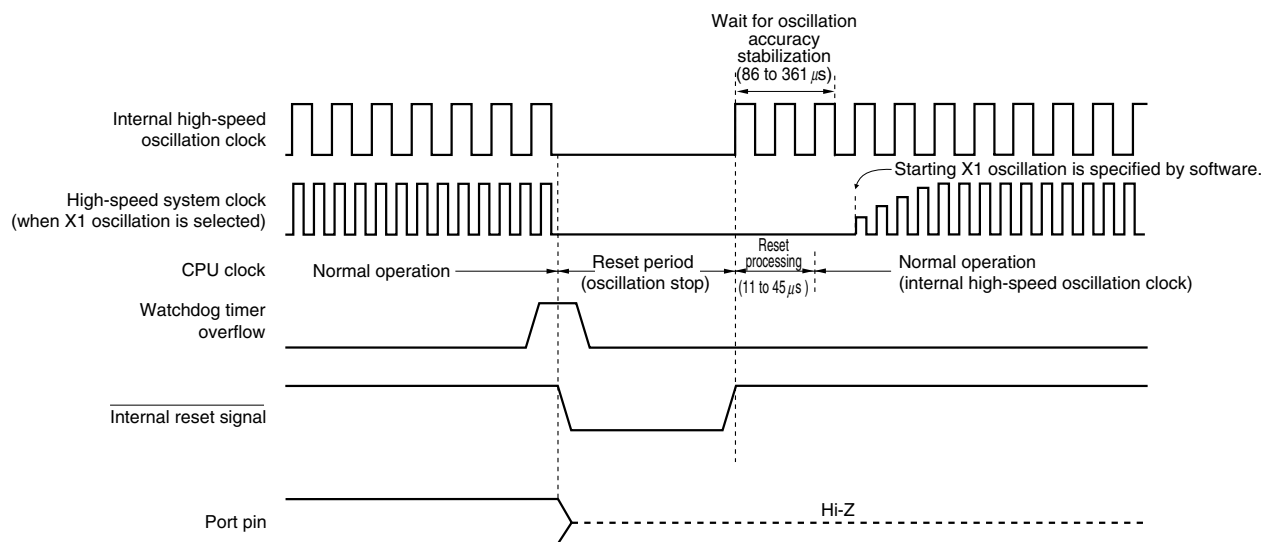 Wait for oscillation
accuracy
stabilization
(86 to 361 μs)
Internal high-speed
oscillation clock
Starting X1 oscillation is specified by software.
High-speed system clock
(when X1 oscillation is selected)
CPU clock
Normal operation
Reset period
(oscillation stop)
Reset
processing
(11 to 45 μs )
Normal operation
(internal high-speed oscillation clock)
Watchdog timer
overflow
Internal reset signal
Port pin
Hi-Z